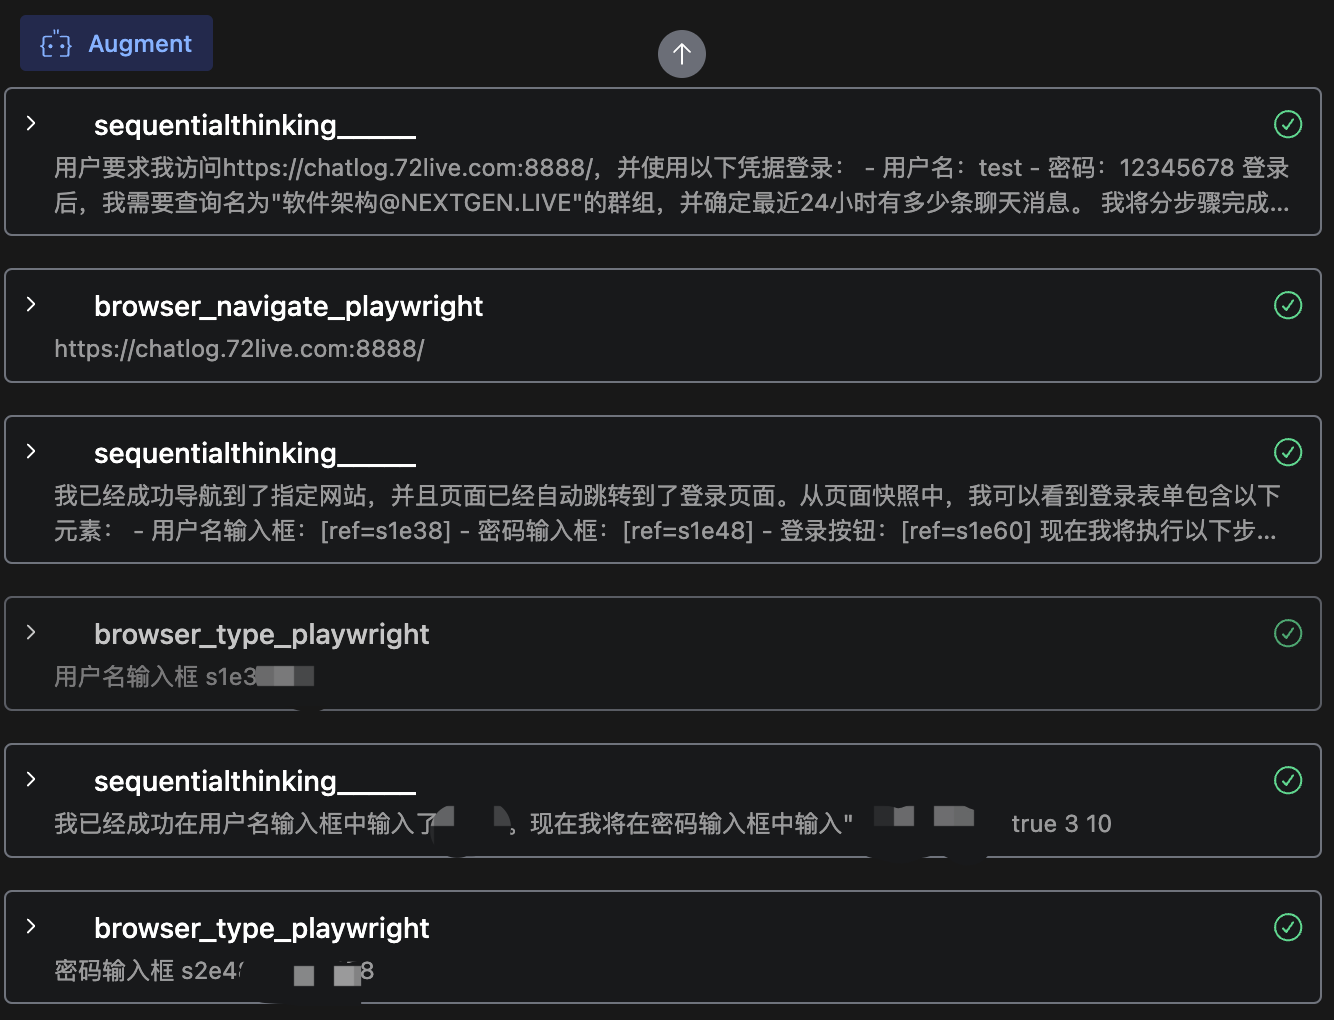 Augment
sequentialthinking______
用户要求我访问https://chatlog.72live.com:8888/，并使用以下凭据登录： - 用户名：test - 密码：12345678 登录
后，我需要查询名为"软件架构@NEXTGEN.LIVE"的群组，并确定最近24小时有多少条聊天消息。 我将分步骤完成...
browser_navigate_playwright
https://chatlog.72live.com:8888/
sequentialthinking______
我已经成功导航到了指定网站，并且页面已经自动跳转到了登录页面。从页面快照中，我可以看到登录表单包含以下
元素： - 用户名输入框：[ref=s1e38] - 密码输入框：[ref=s1e48] - 登录按钮：[ref=s1e60] 现在我将执行以下步...
browser_type_playwright
用户名输入框 s1e3
sequentialthinking______
我已经成功在用户名输入框中输入了 。现在我将在密码输入框中输入" true 3 10
browser_type_playwright
密码输入框 s2e4 8